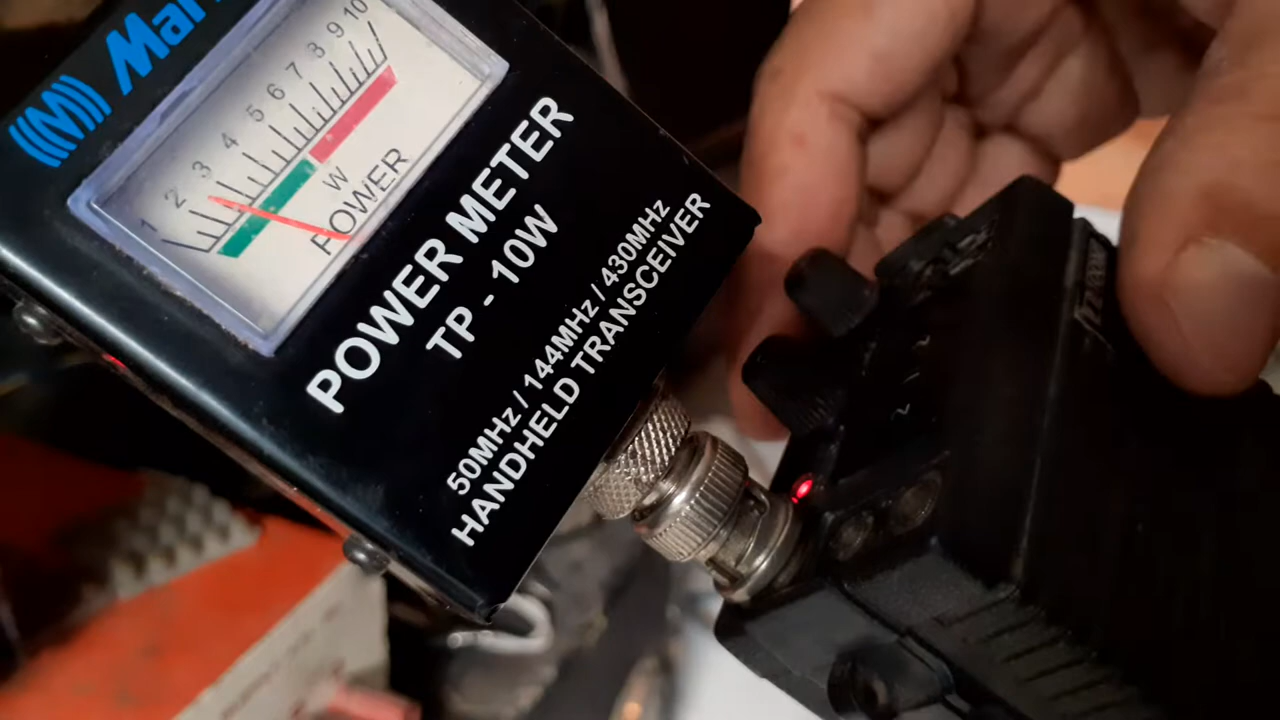 1 2 3 4 5 6 7 8 9 10
W
POWER
POWER METER
TP - 10W
50MHz / 144MHz / 430MHz
HANDHELD TRANSCEIVER